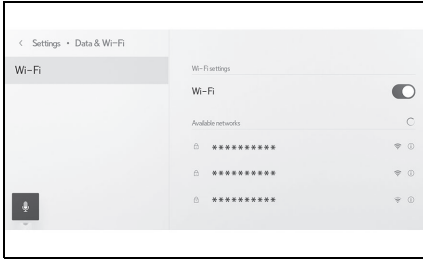 < Settings • Data & Wi-Fi
Wi-Fi
Wi-Fi settings
Wi-Fi
Available networks
**********
**********
**********